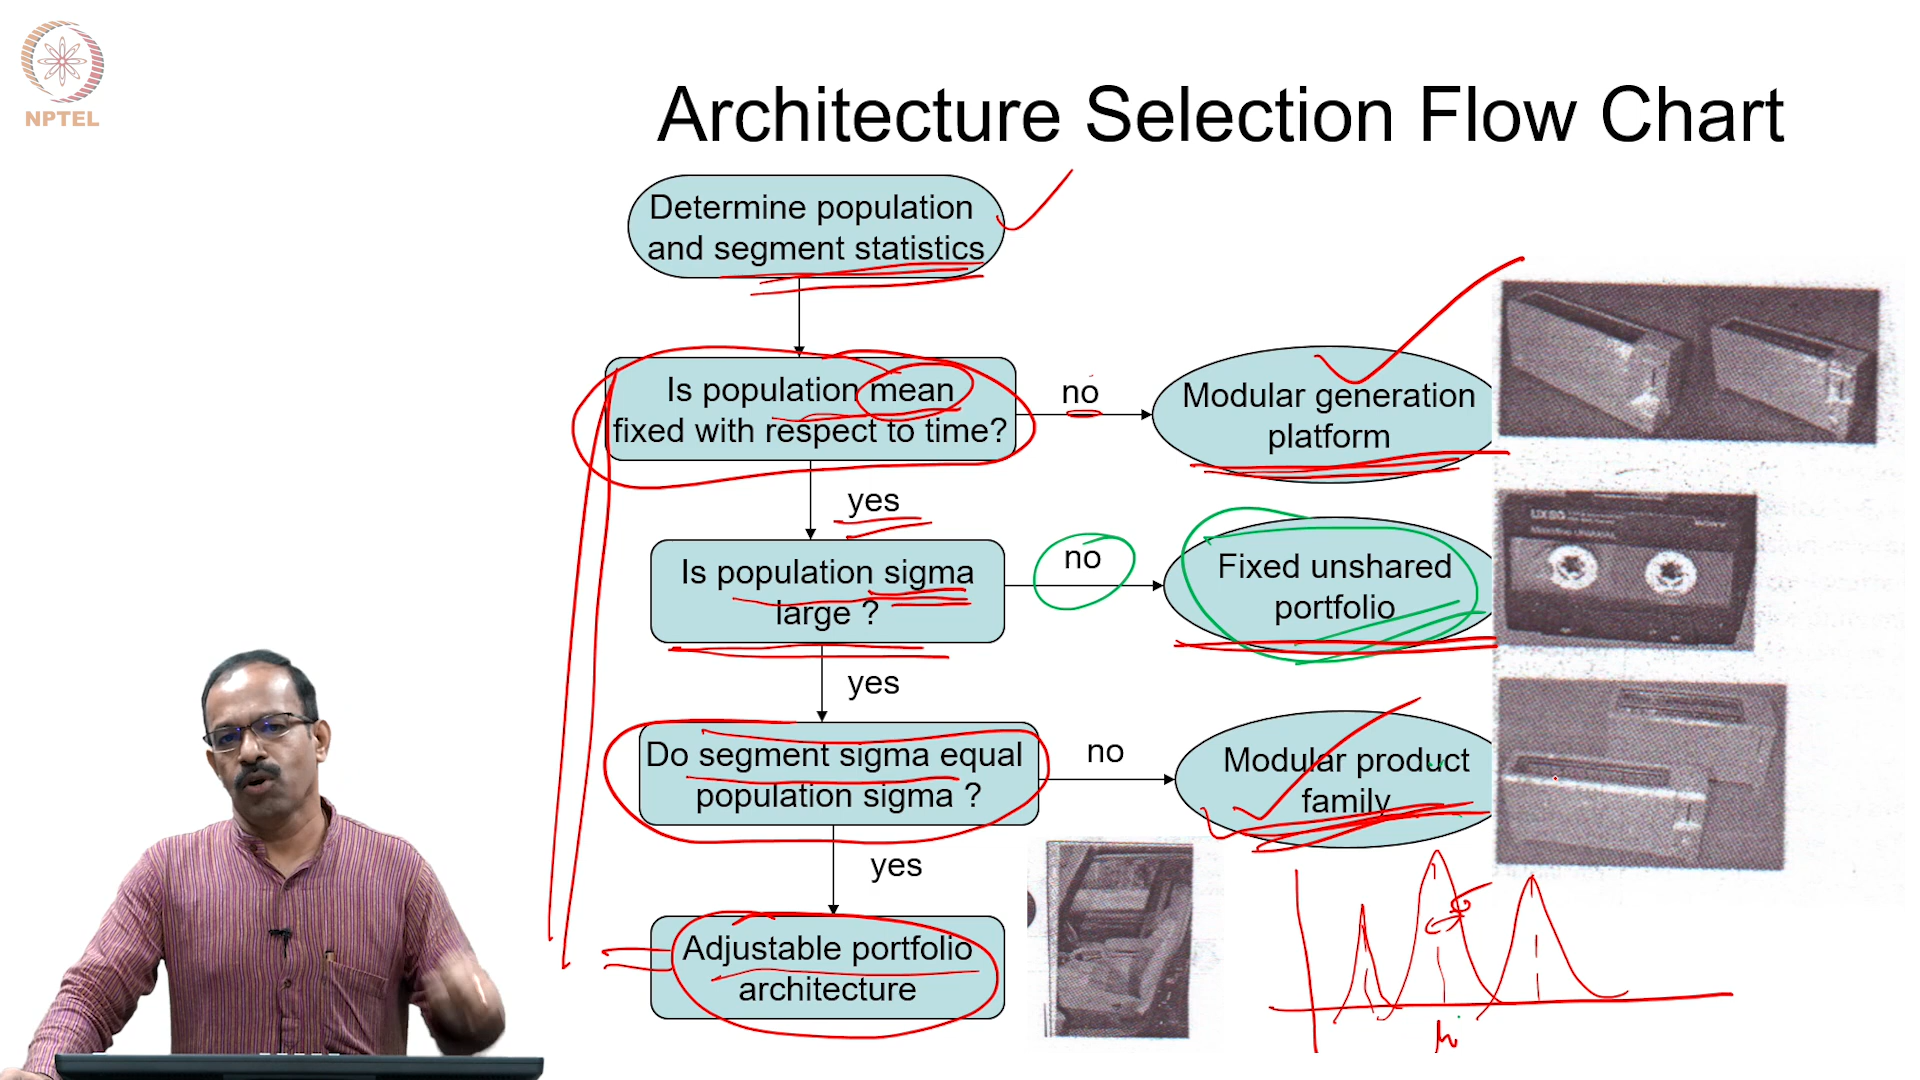 NPTEL
Architecture Selection Flow Chart
Determine population
and segment statistics
Is population mean
fixed with respect to time?
no
Modular generation
platform
yes
Is population sigma
large ?
no
Fixed unshared
portfolio
yes
Do segment sigma equal
population sigma ?
no
Modular product
family
yes
Adjustable portfolio
architecture